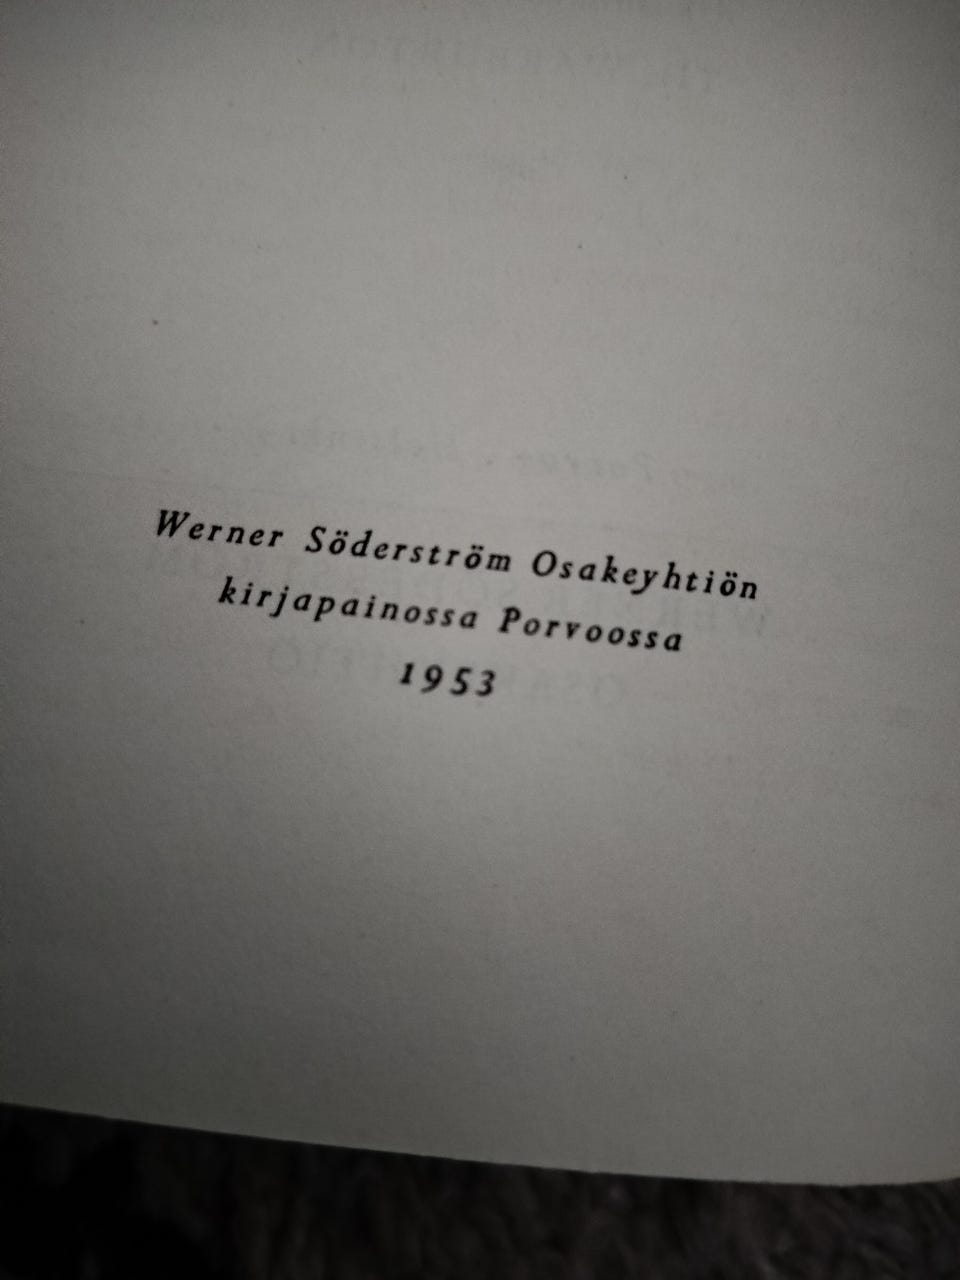 Werner Söderström Osakeyhtiön
kirjapainossa Porvoossa
1953